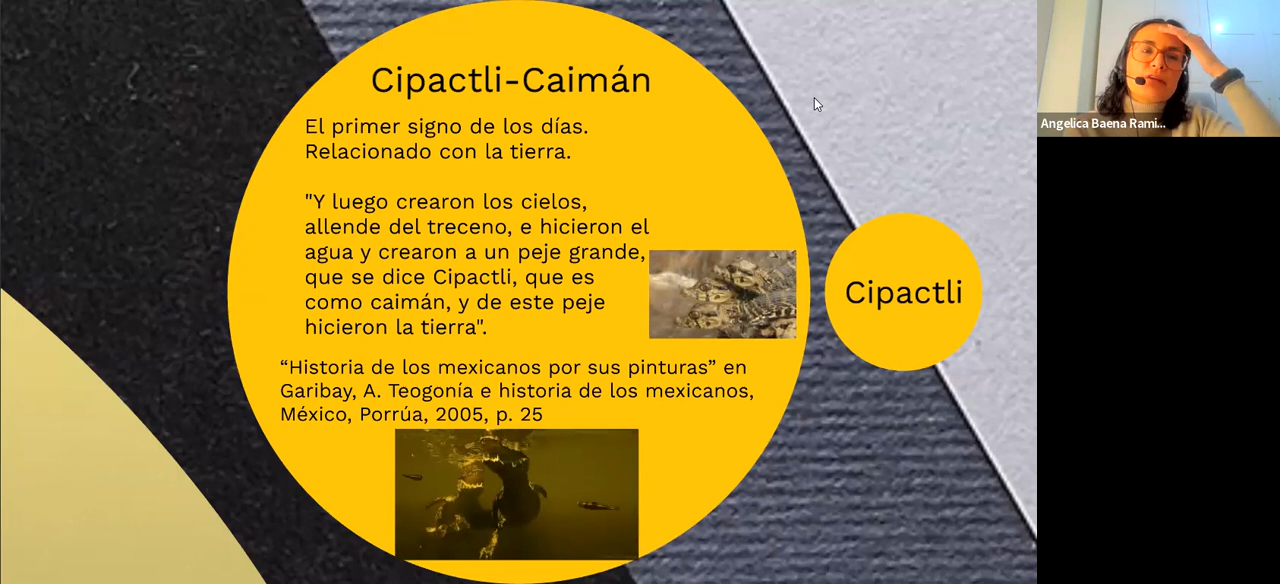 Cipactli-Caimán
El primer signo de los días.
Relacionado con la tierra.
"Y luego crearon los cielos,
allende del treceno, e hicieron el
agua y crearon a un peje grande,
que se dice Cipactli, que es
como caimán, y de este peje
hicieron la tierra".
“Historia de los mexicanos por sus pinturas” en
Garibay, A. Teogonía e historia de los mexicanos,
México, Porrúa, 2005, p. 25
Cipactli
Angelica Baena Rami...